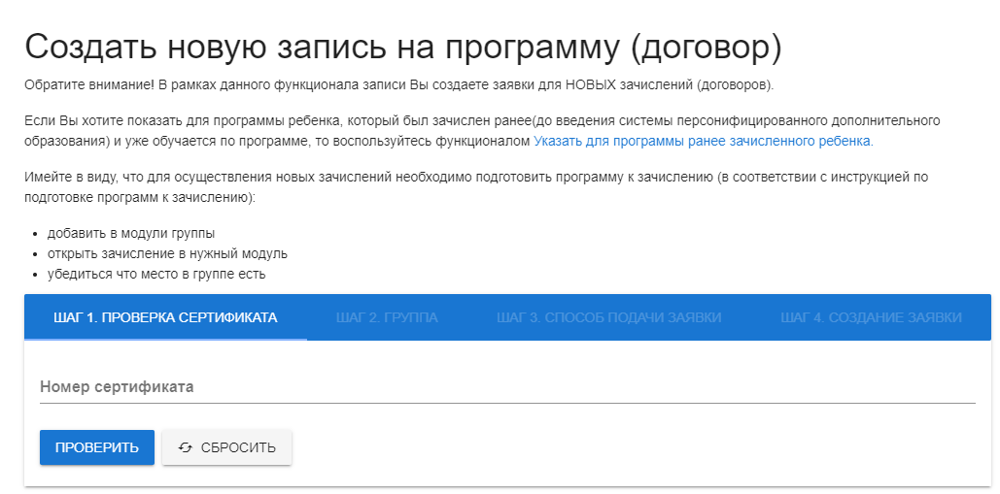 Создать новую запись на программу (договор)
Обратите внимание! В рамках данного функционала записи Вы создаете заявки для НОВЫХ зачислений (договоров).
Если Вы хотите показать для программы ребенка, который был зачислен ранее(до введения системы персонифицированного дополнительного
образования) и уже обучается по программе, то воспользуйтесь функционалом Указать для программы ранее зачисленного ребенка.
Имейте в виду, что для осуществления новых зачислений необходимо подготовить программу к зачислению (в соответствии с инструкцией по
подготовке программ к зачислению):
• добавить в модули группы
• открыть зачисление в нужный модуль
• убедиться что место в группе есть
ШАГ 1. ПРОВЕРКА СЕРТИФИКАТА ШАГ 2. ГРУППА ШАГ 3. СПОСОБ ПОДАЧИ ЗАЯВКИ ШАГ 4. СОЗДАНИЕ ЗАЯВКИ
Номер сертификата
ПРОВЕРИТЬ СБРОСИТЬ